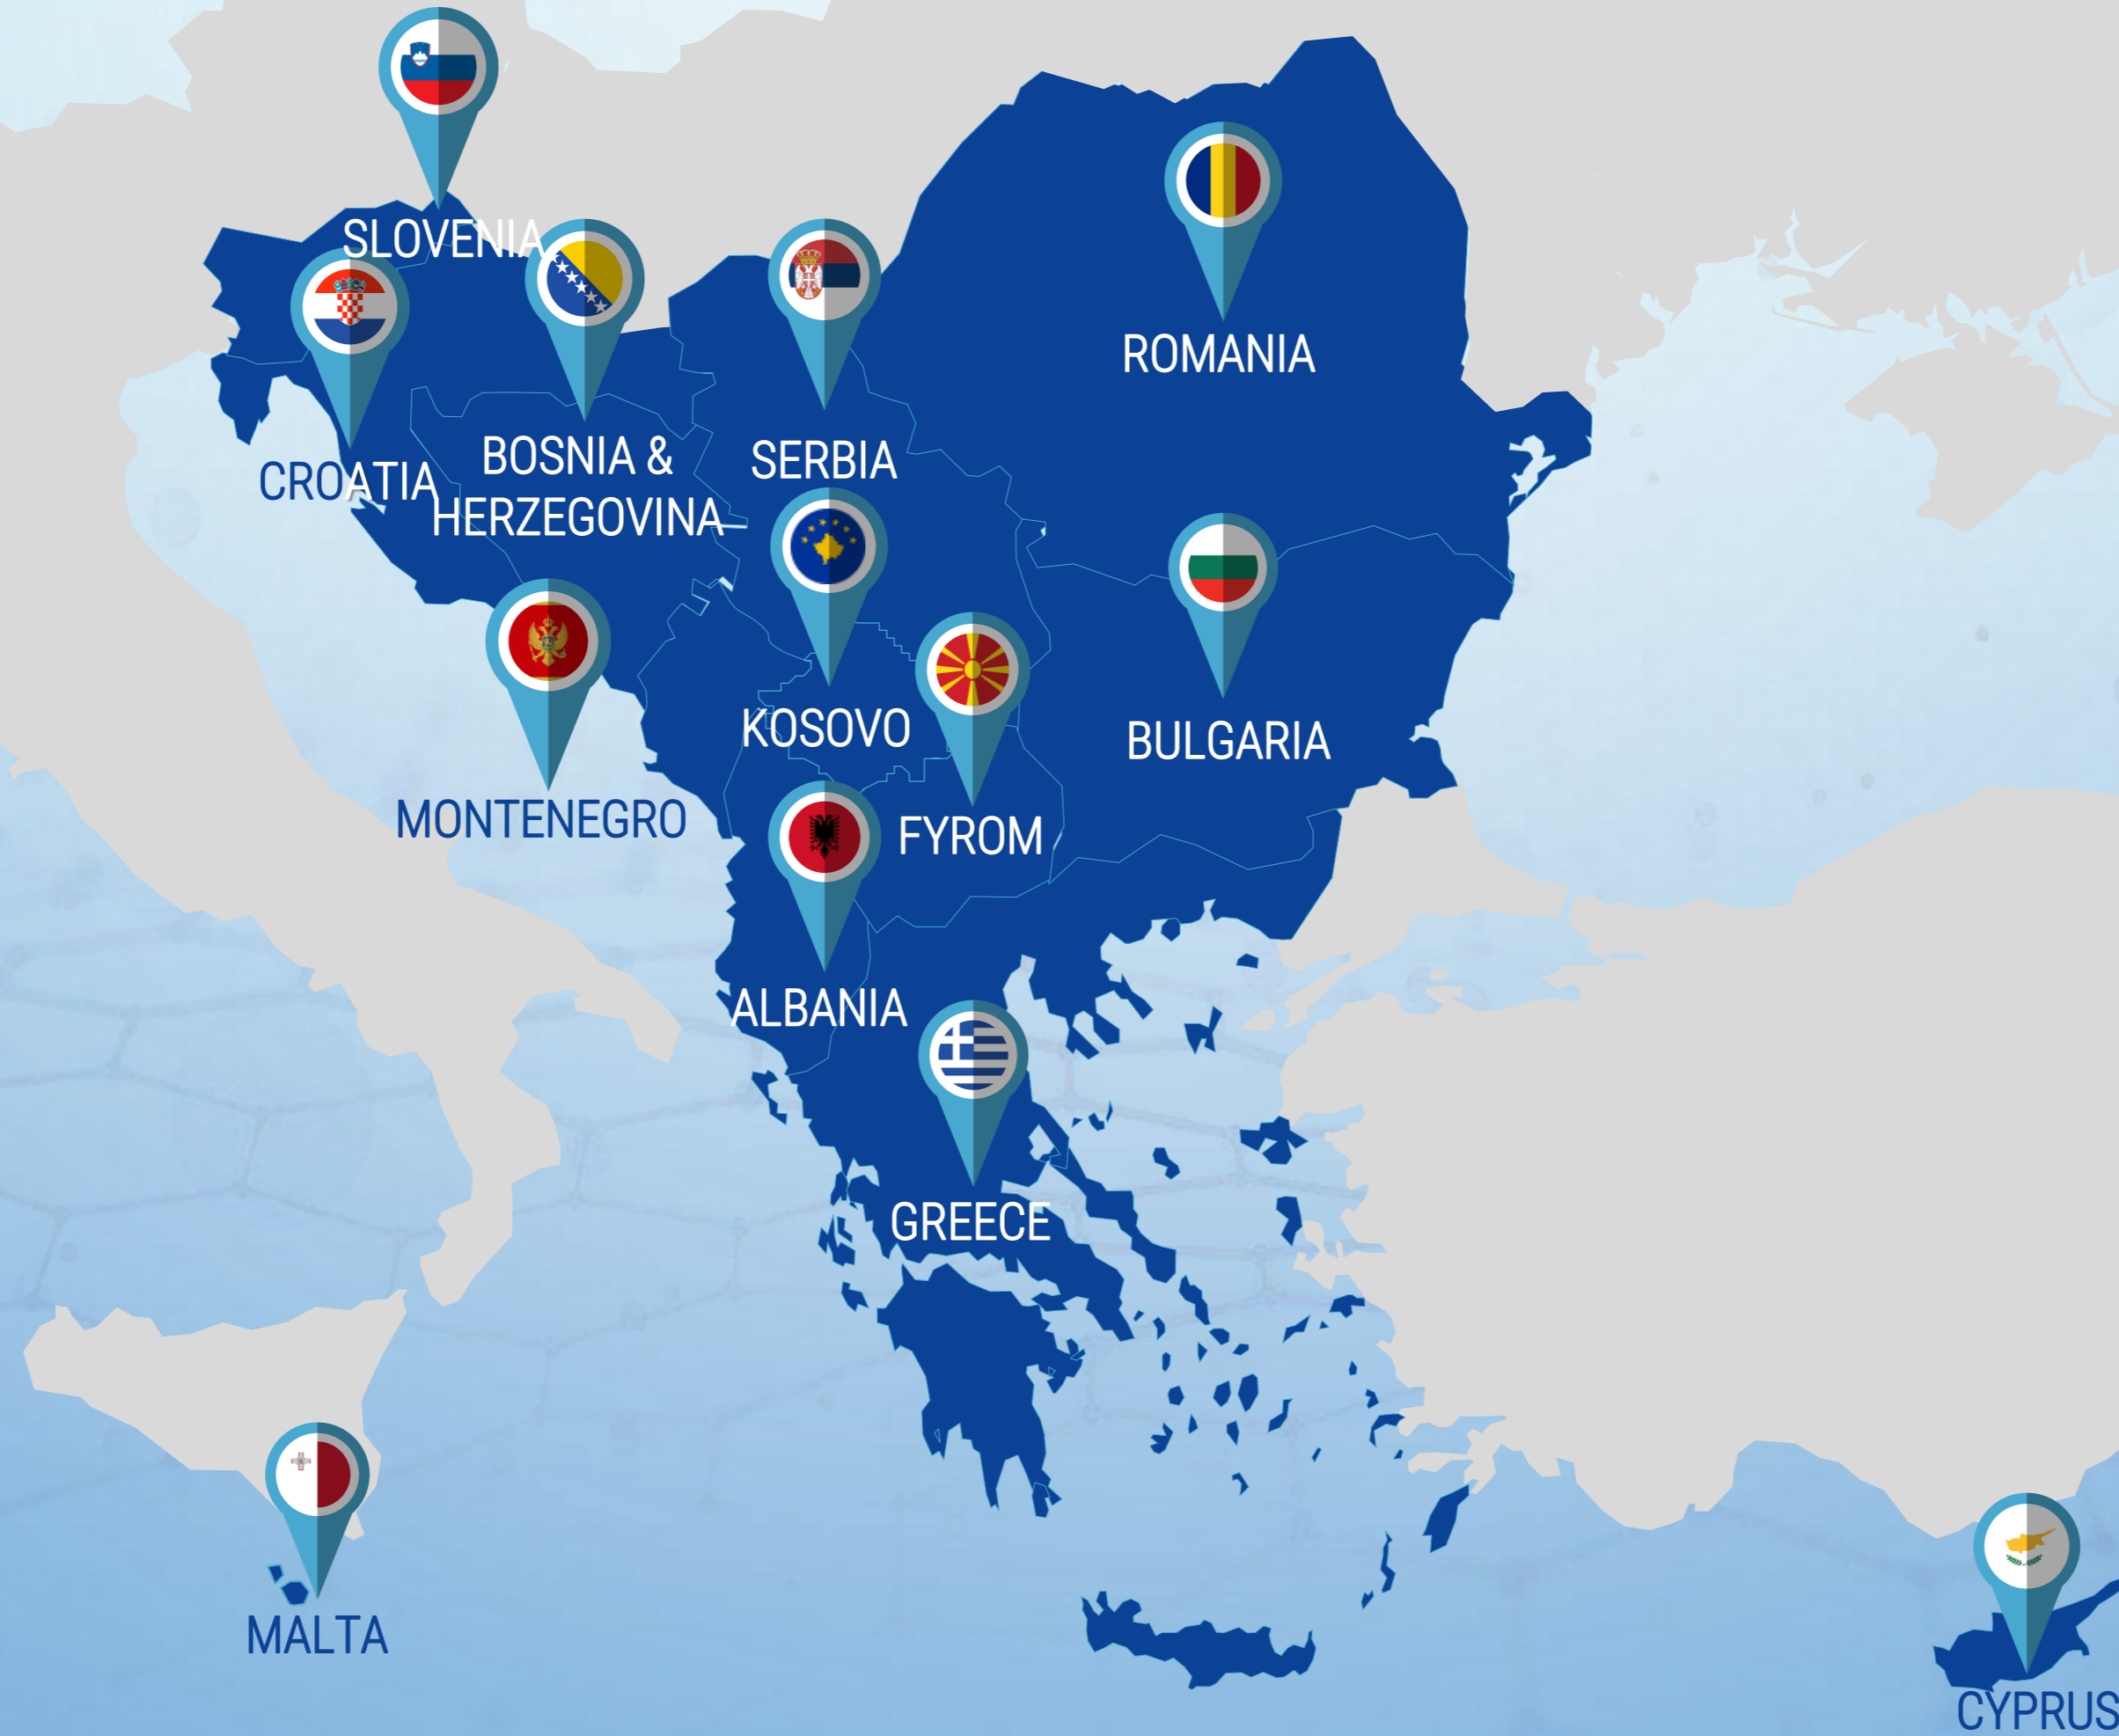 SLOVENIA
ROMANIA
CROATIA
BOSNIA &
HERZEGOVINA
SERBIA
KOSOVO
BULGARIA
MONTENEGRO
FYROM
ALBANIA
GREECE
MALTA
CYPRUS